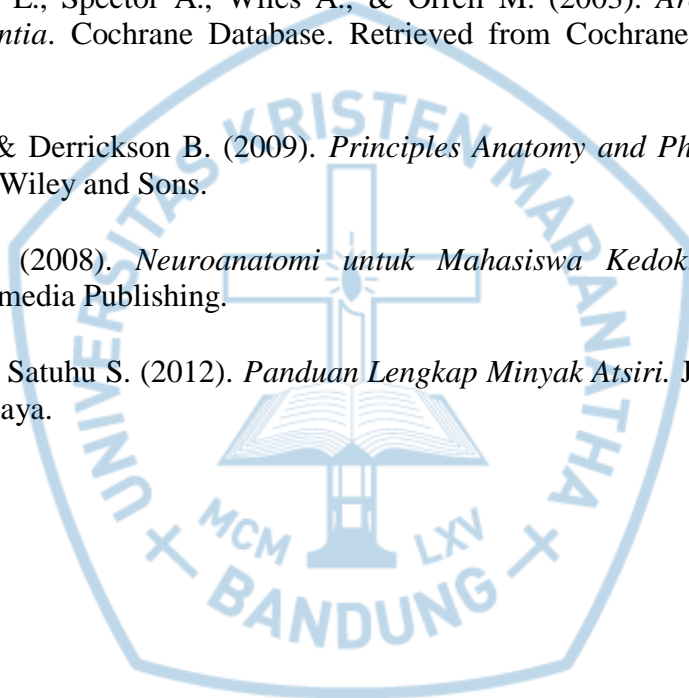 L., Spector A., Wiles A., & Orrell M. (2003).
ntia. Cochrane Database. Retrieved from Cochrane
& Derrickson B. (2009). Principles Anatomy and Ph
Wiley and Sons.
(2008). Neuroanatomi untuk Mahasiswa Kedok
media Publishing.
Satuhu S. (2012). Panduan Lengkap Minyak Atsiri. J
aya.
UNIVERSITAS KRISTEN MARANATHA
MCM LXV
BANDUNG